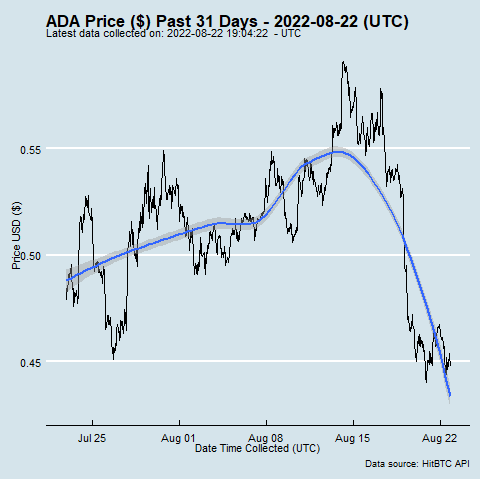 ADA Price ($) Past 31 Days - 2022-08-22 (UTC)
Latest data collected on: 2022-08-22 19:04:22 - UTC
Price USD ($)
0.55
0.50
0.45
Jul 25
Aug 01
Aug 08
Aug 15
Aug 22
Date Time Collected (UTC)
Data source: HitBTC API